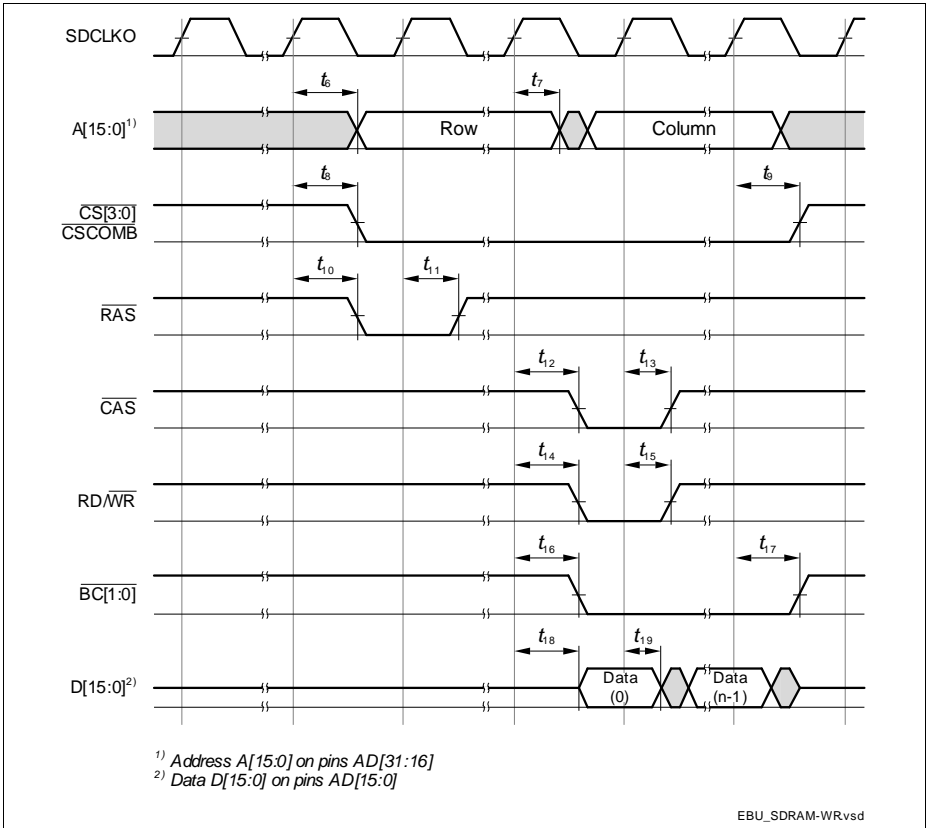 SDCLKO
t6
t7
A[15:0]1)
Row
Column
t8
t9
CS[3:0]
CSCOMB
t10
t11
RAS
t12
t13
CAS
t14
t15
RD/WR
t16
t17
BC[1:0]
t18
t19
D[15:0]2)
Data
(0)
Data
(n-1)
1) Address A[15:0] on pins AD[31:16]
2) Data D[15:0] on pins AD[15:0]
EBU_SDRAM-WR.vsd